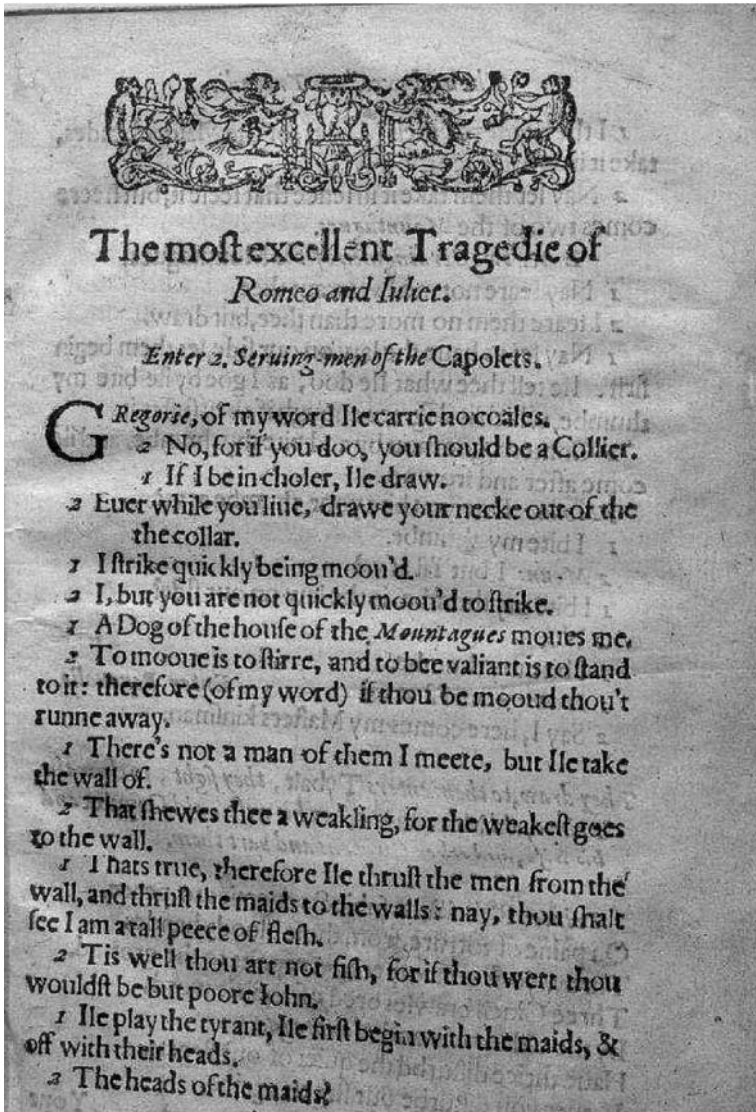 The most excellent Tragedie of
Romeo and Iuliet.
Enter 2. Seruing-men of the Capolets.
GRegorie, of my word Ile carrie no coales.
2 No, for if you doo, you should be a Collier.
1 If I be in choler, Ile draw.
2 Euer while you liue, drawe your necke out of the
the collar.
1 I strike quickly being moou'd.
2 I, but you are not quickly moou'd to strike.
1 A Dog of the house of the Mountagues moues me.
2 To mooue is to stirre, and to bee valiant is to stand
to it: therefore (of my word) if thou be mooud thou't
runne away.
1 There's not a man of them I meete, but Ile take
the wall of.
2 That shewes thee a weakling, for the weakest goes
to the wall.
1 Thats true, therefore Ile thrust the men from the
wall, and thrust the maids to the walls: nay, thou shalt
see I am a tall peece of flesh.
2 Tis well thou art not fish, for if thou wert thou
wouldst be but poore Iohn.
1 Ile play the tyrant, Ile first begin with the maids, &
off with their heads.
2 The heads of the maids?